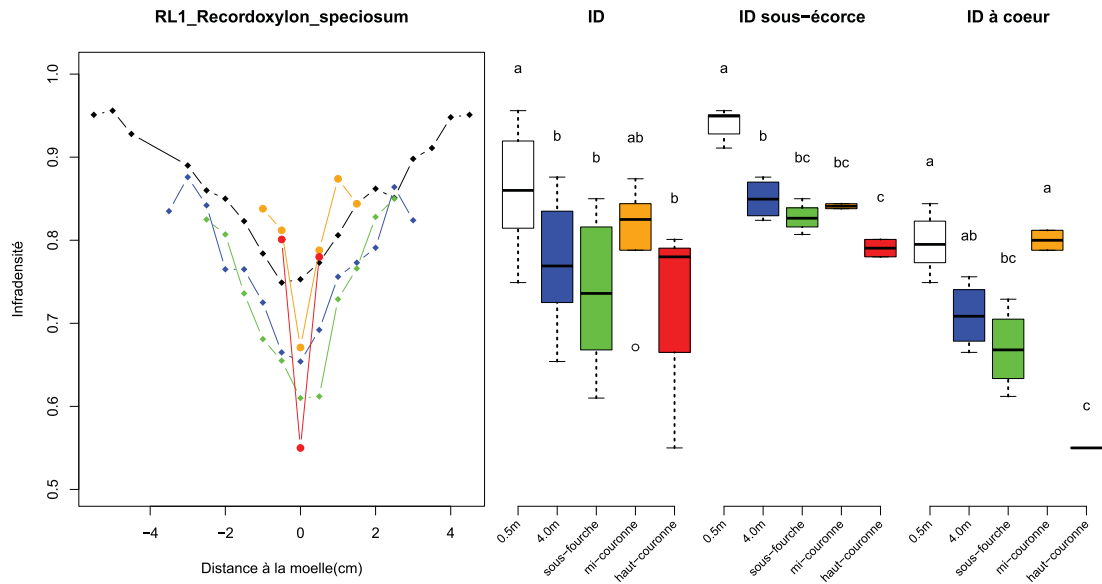 RL1_Recordoxylon_speciosum
Infradensité
1.0
0.9
0.8
0.7
0.6
0.5
−4
−2
0
2
4
Distance à la moelle(cm)
ID
a
b
b
ab
b
0.5m
4.0m
sous−fourche
mi−couronne
haut−couronne
ID sous−écorce
a
b
bc
bc
c
0.5m
4.0m
sous−fourche
mi−couronne
haut−couronne
ID à coeur
a
ab
bc
a
c
0.5m
4.0m
sous−fourche
mi−couronne
haut−couronne